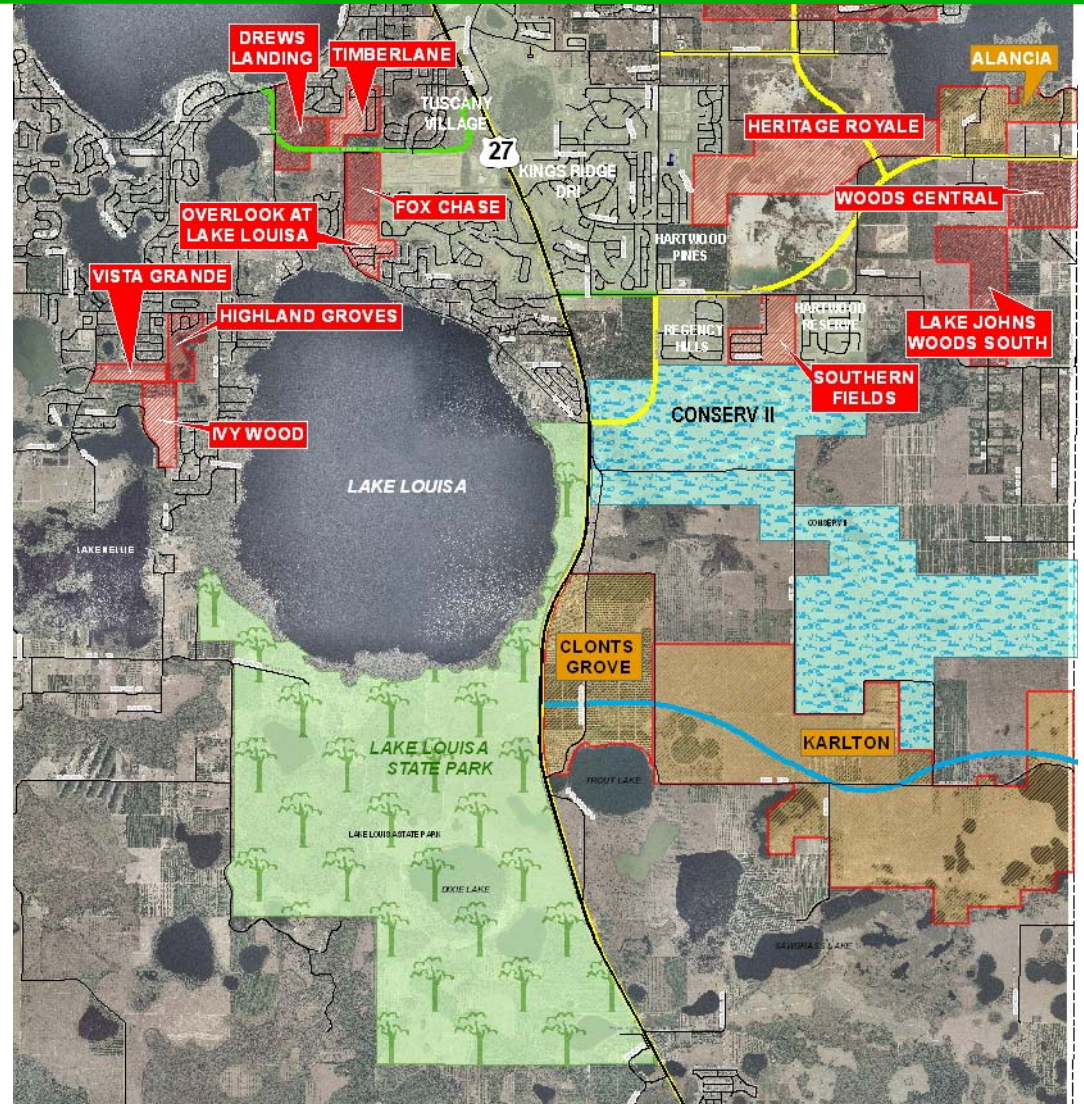 DREWS
LANDING
TIMBERLANE
ALANCIA
TUSCANY
VILLAGE
27
HERITAGE ROYALE
KINGS RIDGE
DRI
WOODS CENTRAL
FOX CHASE
OVERLOOK AT
LAKE LOUISA
HARTWOOD
PINES
VISTA GRANDE
HIGHLAND GROVES
HARTWOOD
RESERVE
REGENCY
HILLS
LAKE JOHNS
WOODS SOUTH
SOUTHERN
FIELDS
CONSERV II
IVY WOOD
LAKE LOUISA
CONSERV II
LAKE NELLIE
CLONTS
GROVE
KARLTON
LAKE LOUISA
STATE PARK
TROUT LAKE
LAKE LOUISA STATE PARK
DIXIE LAKE
SAWGRASS LAKE